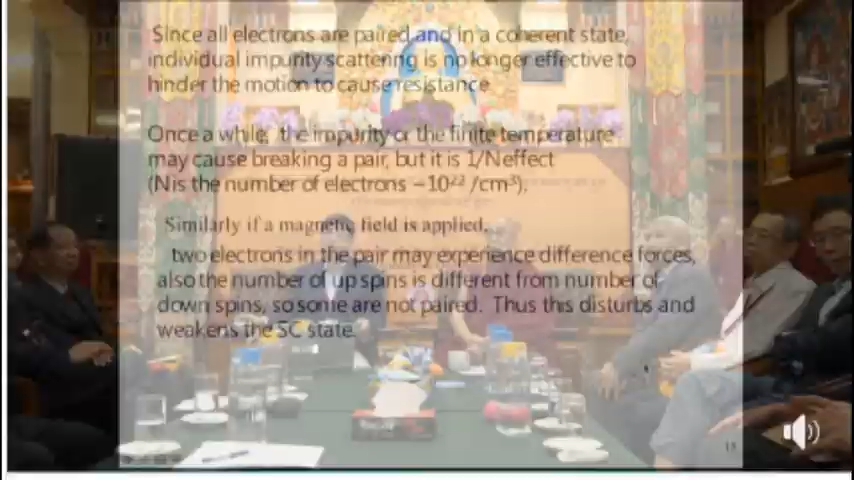 Since all electrons are paired and in a coherent state,
individual impurity scattering is no longer effective to
hinder the motion to cause resistance
Once a while, the impurity or the finite temperature
may cause breaking a pair, but it is 1/Neffect
(N is the number of electrons ~10²² /cm³).
Similarly if a magnetic field is applied,
two electrons in the pair may experience difference forces,
also the number of up spins is different from number of
down spins, so some are not paired. Thus this disturbs and
weakens the SC state.